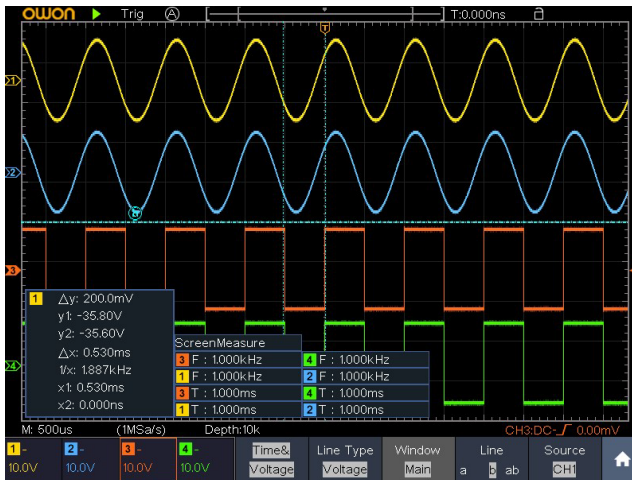 OWON Trig A T T:0.000ns
1
2
3
4
1 Δy: 200.0mV
y1: -35.80V
y2: -35.60V
Δx: 0.530ms
1/x: 1.887kHz
x1: 0.530ms
x2: 0.000ns
ScreenMeasure
3 F : 1.000kHz 4 F : 1.000kHz
1 F : 1.000kHz 2 F : 1.000kHz
3 T : 1.000ms 4 T : 1.000ms
1 T : 1.000ms 2 T : 1.000ms
M: 500us (1MSa/s) Depth:10k CH3:DC- 0.00mV
1 - 2 - 3 - 4 - Time& Line Type Window Line Source
10.0V 10.0V 10.0V 10.0V Voltage Voltage Main a b ab CH1